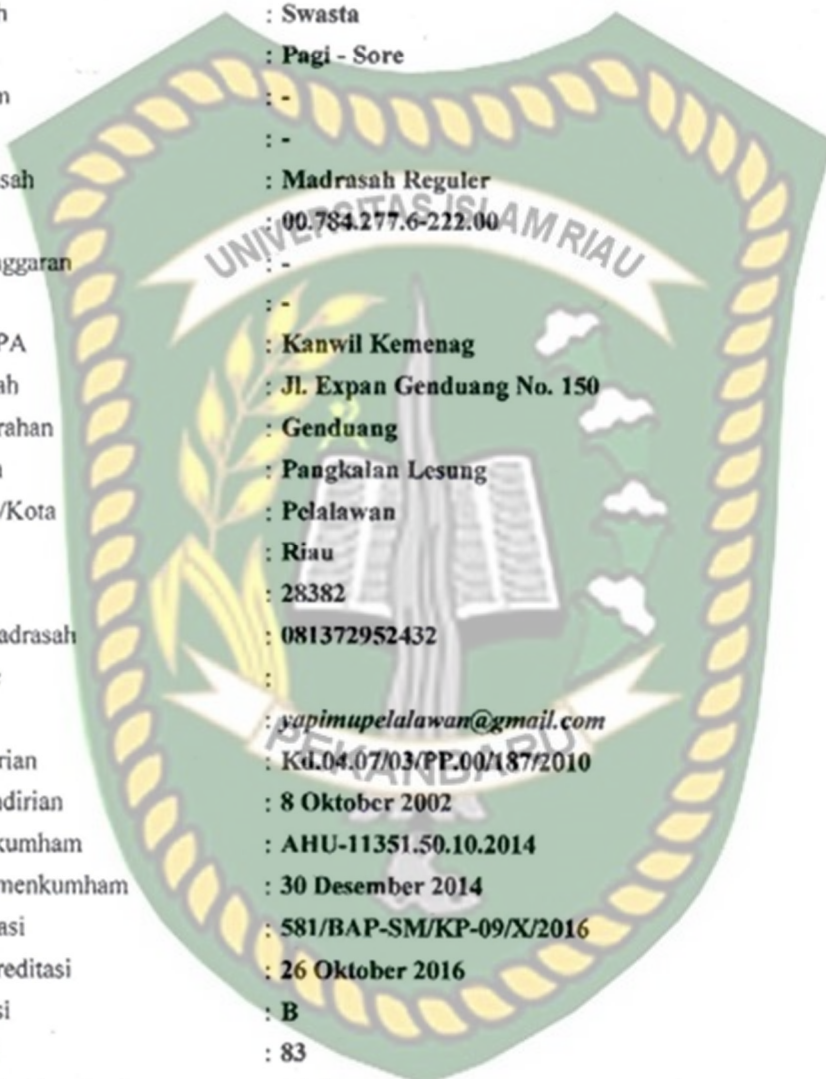 h : Swasta
: Pagi - Sore
n : -
: -
sah : Madrasah Reguler
: 00.784.277.6-222.00
UNIVERSITAS ISLAM RIAU
nggaran : -
: -
PA : Kanwil Kemenag
ah : Jl. Expan Genduang No. 150
rahan : Genduang
: Pangkalan Lesung
/Kota : Pelalawan
: Riau
: 28382
adrasah : 081372952432
:
: yapimupelalawan@gmail.com
PEKANBARU
rian : Kd.04.07/03/PP.00/187/2010
ndirian : 8 Oktober 2002
kumham : AHU-11351.50.10.2014
menkumham : 30 Desember 2014
asi : 581/BAP-SM/KP-09/X/2016
reditasi : 26 Oktober 2016
si : B
: 83